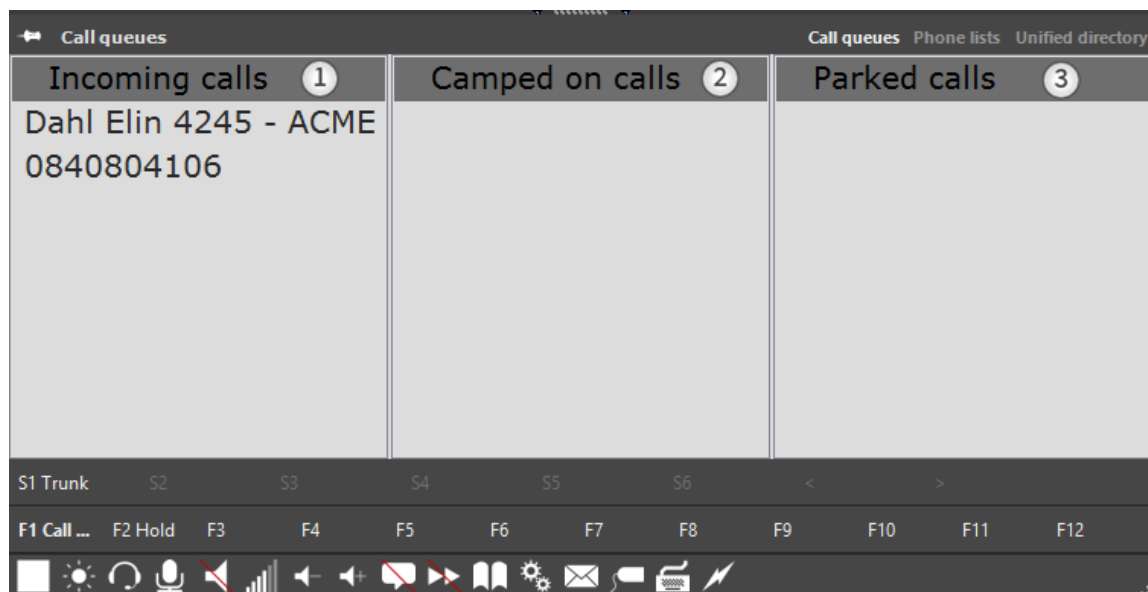 Call queues Call queues Phone lists Unified directory
Incoming calls 1 Camped on calls 2 Parked calls 3
Dahl Elin 4245 - ACME
0840804106
S1 Trunk S2 S3 S4 S5 S6 < >
F1 Call ... F2 Hold F3 F4 F5 F6 F7 F8 F9 F10 F11 F12